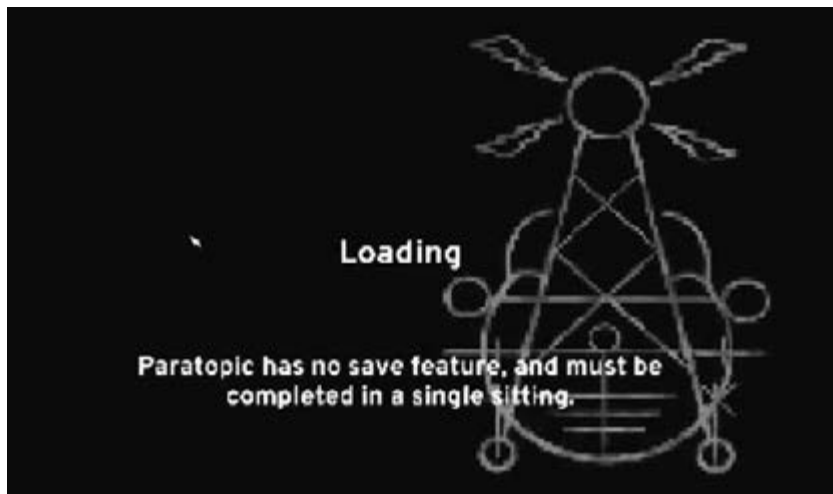 Loading
Paratopic has no save feature, and must be
completed in a single sitting.